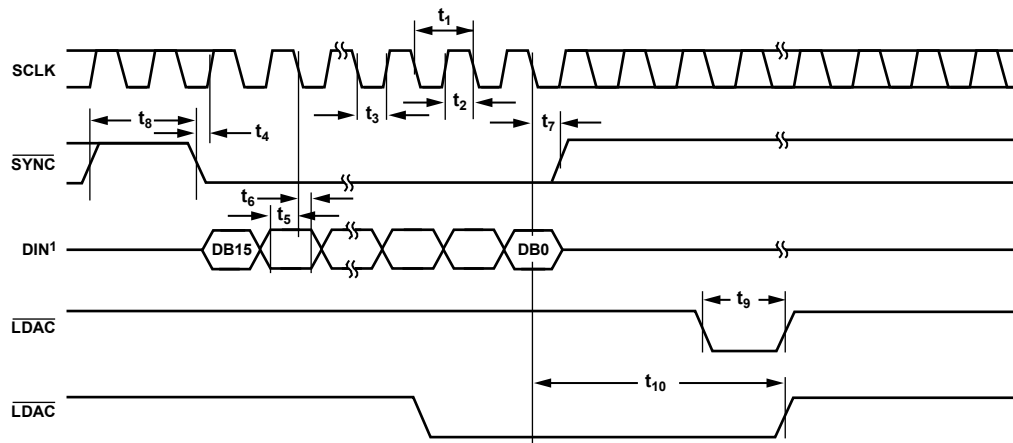 t1
SCLK
t2
t3
t8
t4
t7
SYNC
t6
t5
DIN1
DB15
DB0
t9
LDAC
t10
LDAC